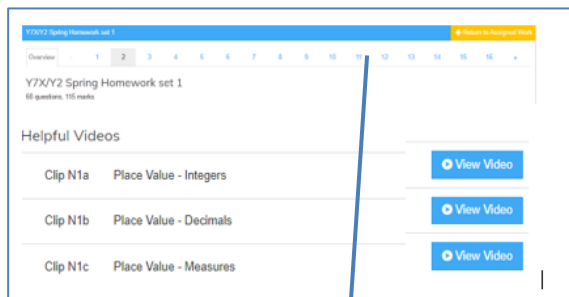 Y7X/Y2 Spring Homework set 1 Return to Assigned Work
Overview 1 2 3 4 5 6 7 8 9 10 11 12 13 14 15 16 »
Y7X/Y2 Spring Homework set 1
68 questions, 115 marks
Helpful Videos
Clip N1a Place Value - Integers View Video
Clip N1b Place Value - Decimals View Video
Clip N1c Place Value - Measures View Video